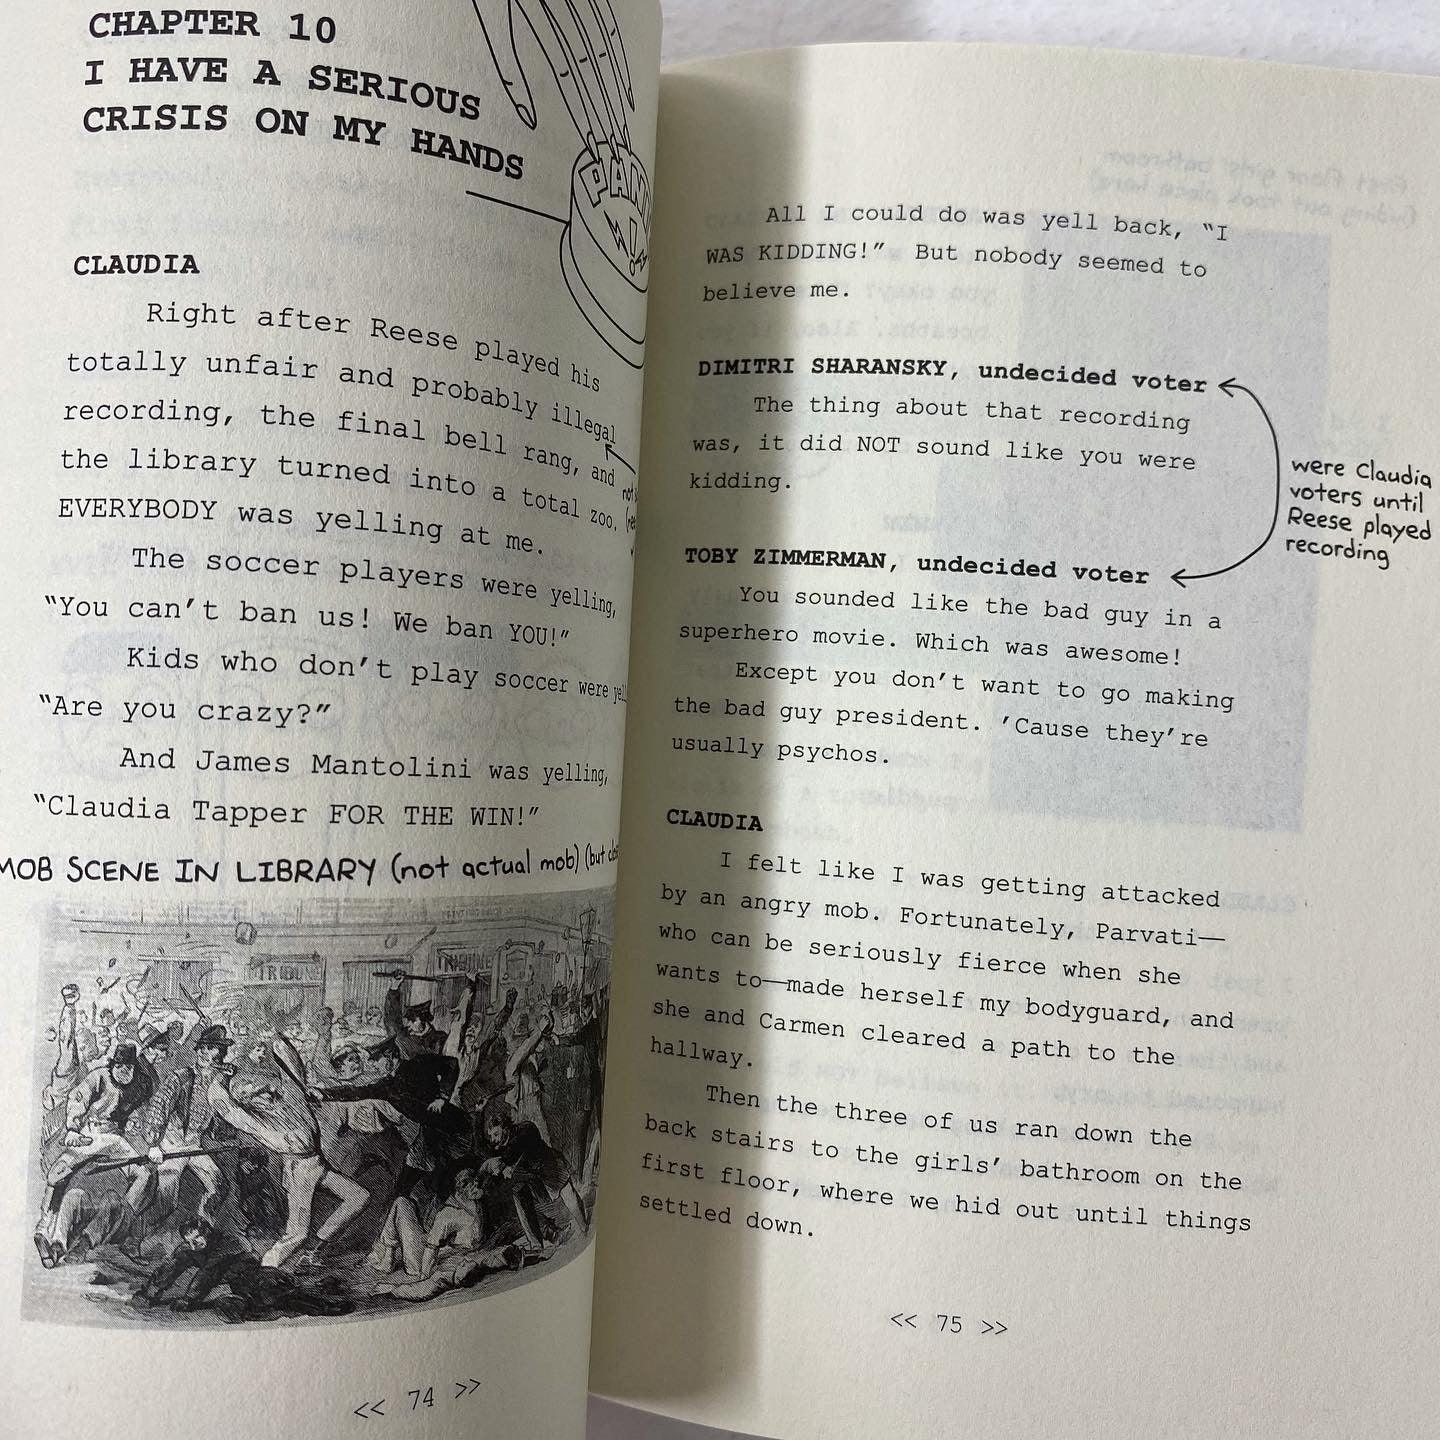 CHAPTER 10
I HAVE A SERIOUS
CRISIS ON MY HANDS
CLAUDIA
Right after Reese played his
totally unfair and probably illegal
recording, the final bell rang, and
the library turned into a total zoo.
EVERYBODY was yelling at me.
The soccer players were yelling,
“You can’t ban us! We ban YOU!”
Kids who don’t play soccer were
“Are you crazy?”
And James Mantolini was yelling,
“Claudia Tapper FOR THE WIN!”
MOB SCENE IN LIBRARY (not actual mob) (but
TRIBUNE
TRIBUNE
<< 74 >>
All I could do was yell back, “I
WAS KIDDING!” But nobody seemed to
believe me.
DIMITRI SHARANSKY, undecided voter
The thing about that recording
was, it did NOT sound like you were
kidding.
were Claudia
voters until
Reese played
recording
TOBY ZIMMERMAN, undecided voter
You sounded like the bad guy in a
superhero movie. Which was awesome!
Except you don’t want to go making
the bad guy president. ’Cause they’re
usually psychos.
CLAUDIA
I felt like I was getting attacked
by an angry mob. Fortunately, Parvati—
who can be seriously fierce when she
wants to—made herself my bodyguard, and
she and Carmen cleared a path to the
hallway.
Then the three of us ran down the
back stairs to the girls’ bathroom on the
first floor, where we hid out until things
settled down.
<< 75 >>